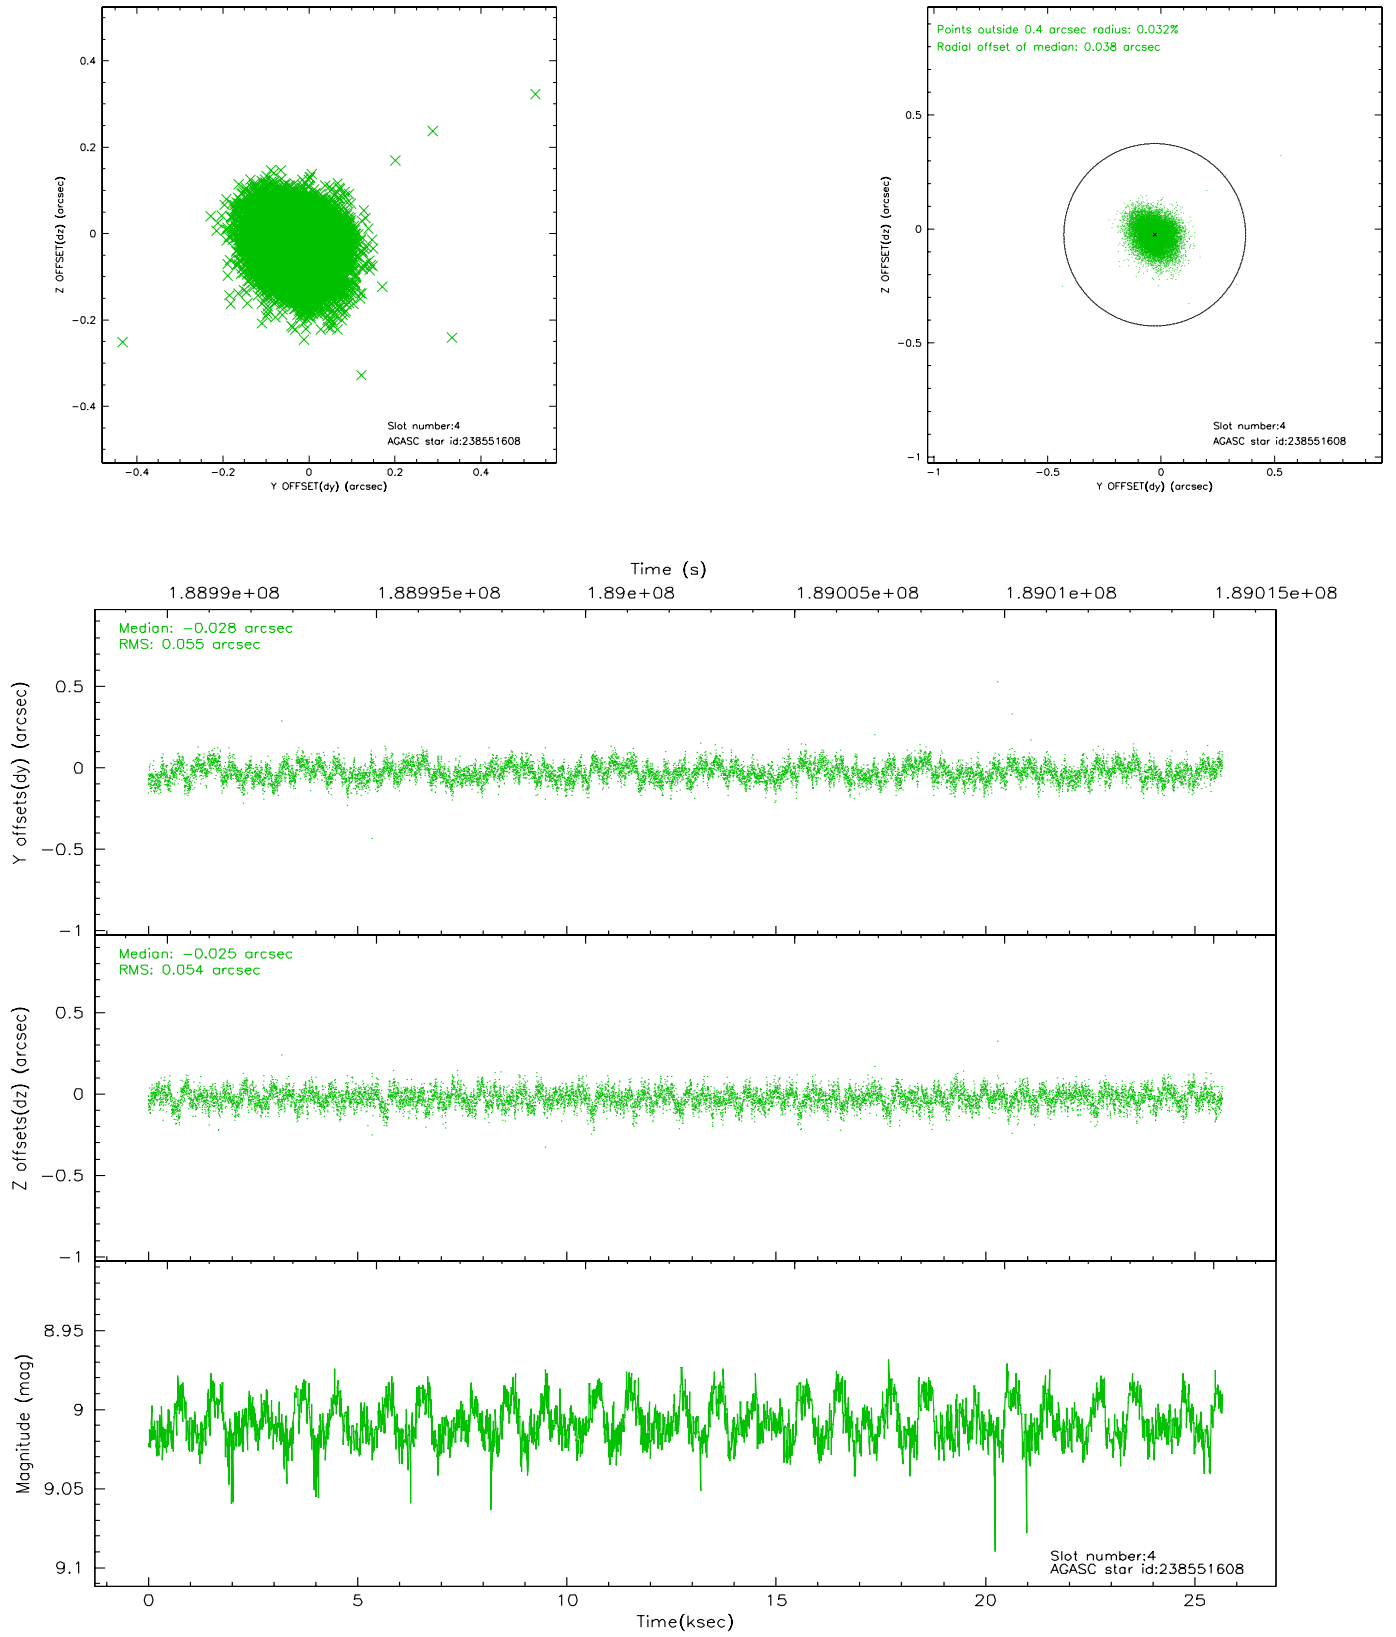 0.4
0.2
0
-0.2
-0.4
Z OFFSET(dz) (arcsec)
Slot number:4
AGASC star id:238551608
-0.4 -0.2 0 0.2 0.4
Y OFFSET(dy) (arcsec)
Points outside 0.4 arcsec radius: 0.032%
Radial offset of median: 0.038 arcsec
0.5
0
-0.5
-1
Z OFFSET(dz) (arcsec)
Slot number:4
AGASC star id:238551608
-1 -0.5 0 0.5
Y OFFSET(dy) (arcsec)
Time (s)
1.8899e+08 1.88995e+08 1.89e+08 1.89005e+08 1.8901e+08 1.89015e+08
Median: -0.028 arcsec
RMS: 0.055 arcsec
0.5
0
-0.5
-1
Y offsets(dy) (arcsec)
Median: -0.025 arcsec
RMS: 0.054 arcsec
0.5
0
-0.5
-1
Z offsets(dz) (arcsec)
8.95
9
9.05
9.1
Magnitude (mag)
Slot number:4
AGASC star id:238551608
0 5 10 15 20 25
Time(ksec)